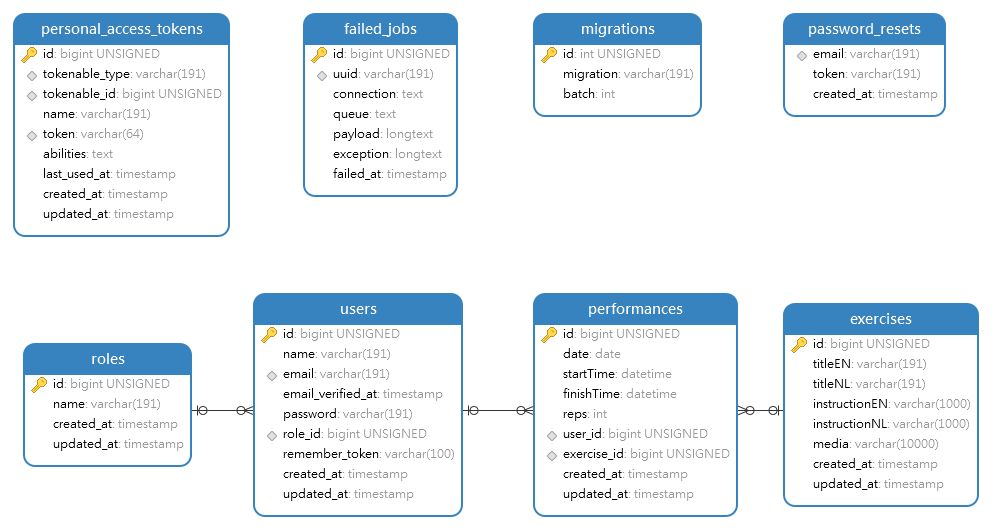 personal_access_tokens
id: bigint UNSIGNED
tokenable_type: varchar(191)
tokenable_id: bigint UNSIGNED
name: varchar(191)
token: varchar(64)
abilities: text
last_used_at: timestamp
created_at: timestamp
updated_at: timestamp
failed_jobs
id: bigint UNSIGNED
uuid: varchar(191)
connection: text
queue: text
payload: longtext
exception: longtext
failed_at: timestamp
migrations
id: int UNSIGNED
migration: varchar(191)
batch: int
password_resets
email: varchar(191)
token: varchar(191)
created_at: timestamp
roles
id: bigint UNSIGNED
name: varchar(191)
created_at: timestamp
updated_at: timestamp
users
id: bigint UNSIGNED
name: varchar(191)
email: varchar(191)
email_verified_at: timestamp
password: varchar(191)
role_id: bigint UNSIGNED
remember_token: varchar(100)
created_at: timestamp
updated_at: timestamp
performances
id: bigint UNSIGNED
date: date
startTime: datetime
finishTime: datetime
reps: int
user_id: bigint UNSIGNED
exercise_id: bigint UNSIGNED
created_at: timestamp
updated_at: timestamp
exercises
id: bigint UNSIGNED
titleEN: varchar(191)
titleNL: varchar(191)
instructionEN: varchar(1000)
instructionNL: varchar(1000)
media: varchar(10000)
created_at: timestamp
updated_at: timestamp